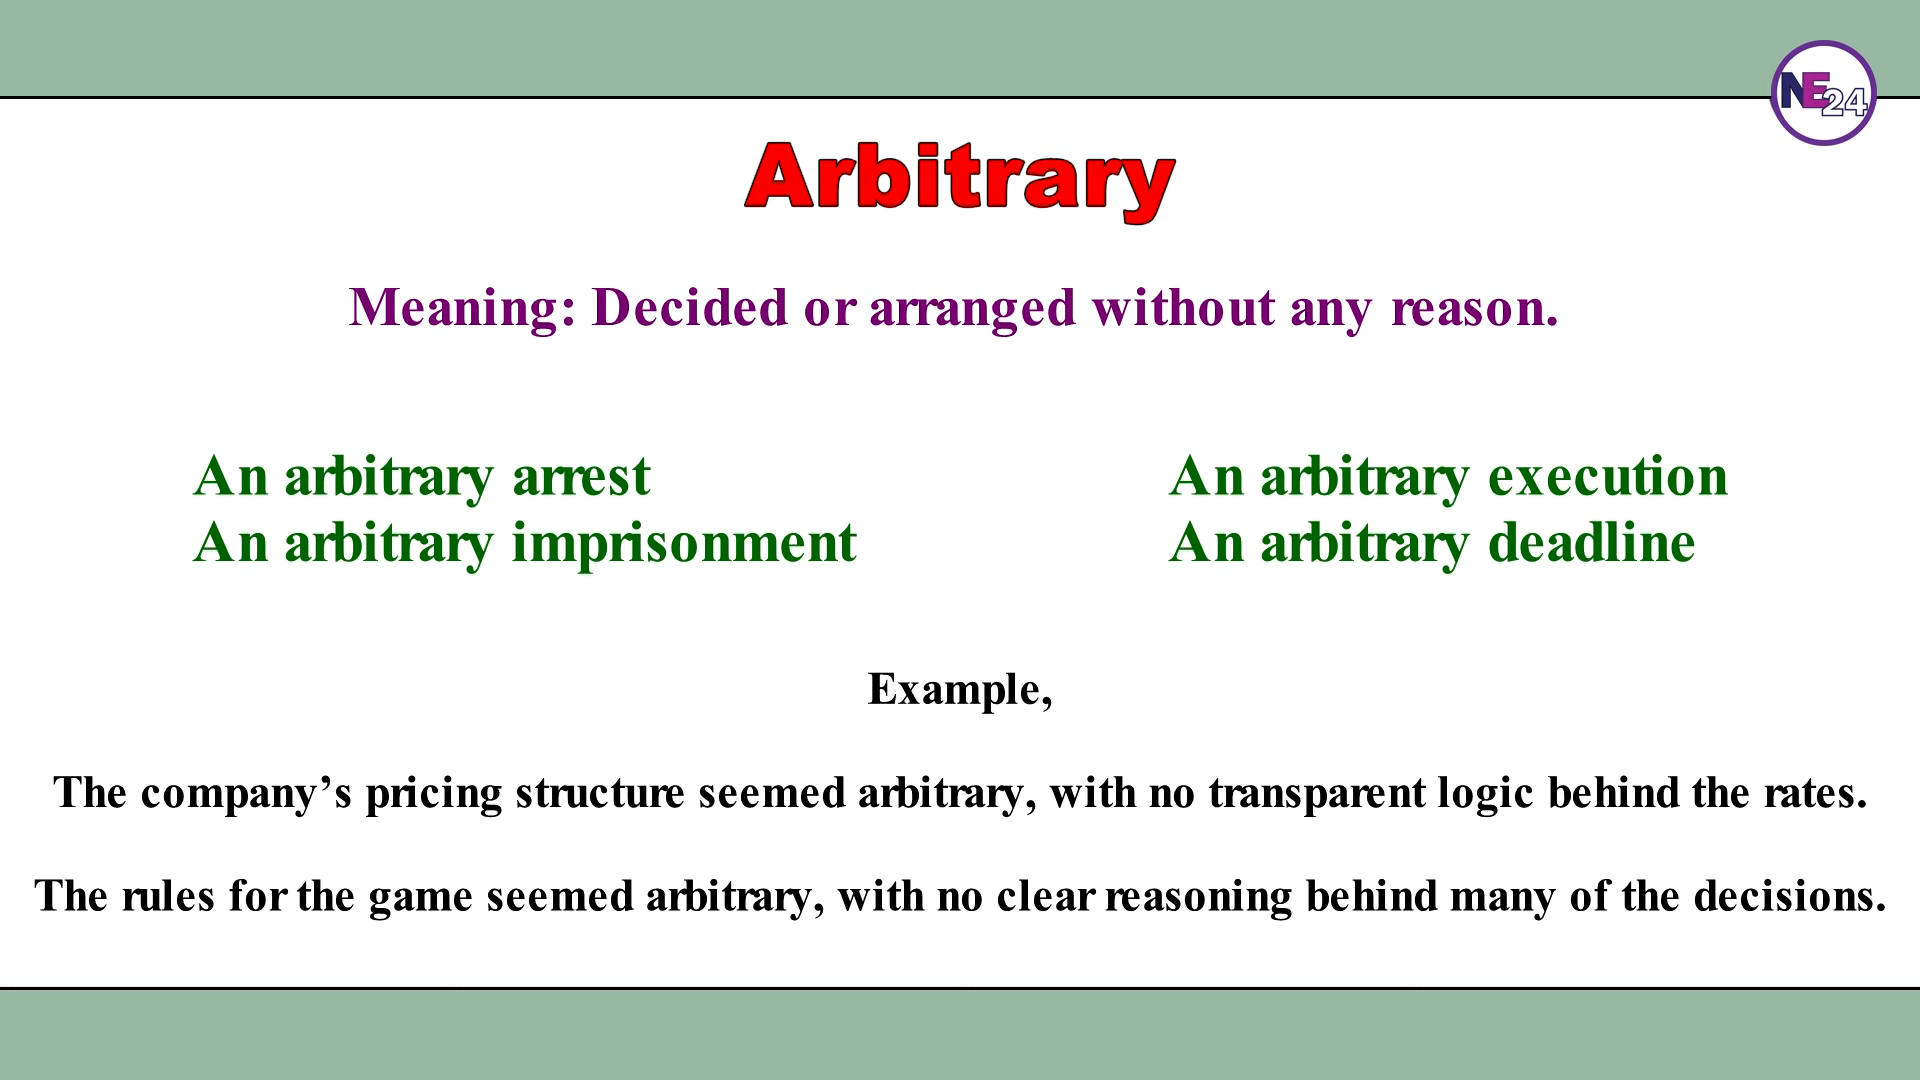 NE24
Arbitrary
Meaning: Decided or arranged without any reason.
An arbitrary arrest
An arbitrary imprisonment
An arbitrary execution
An arbitrary deadline
Example,
The company’s pricing structure seemed arbitrary, with no transparent logic behind the rates.
The rules for the game seemed arbitrary, with no clear reasoning behind many of the decisions.